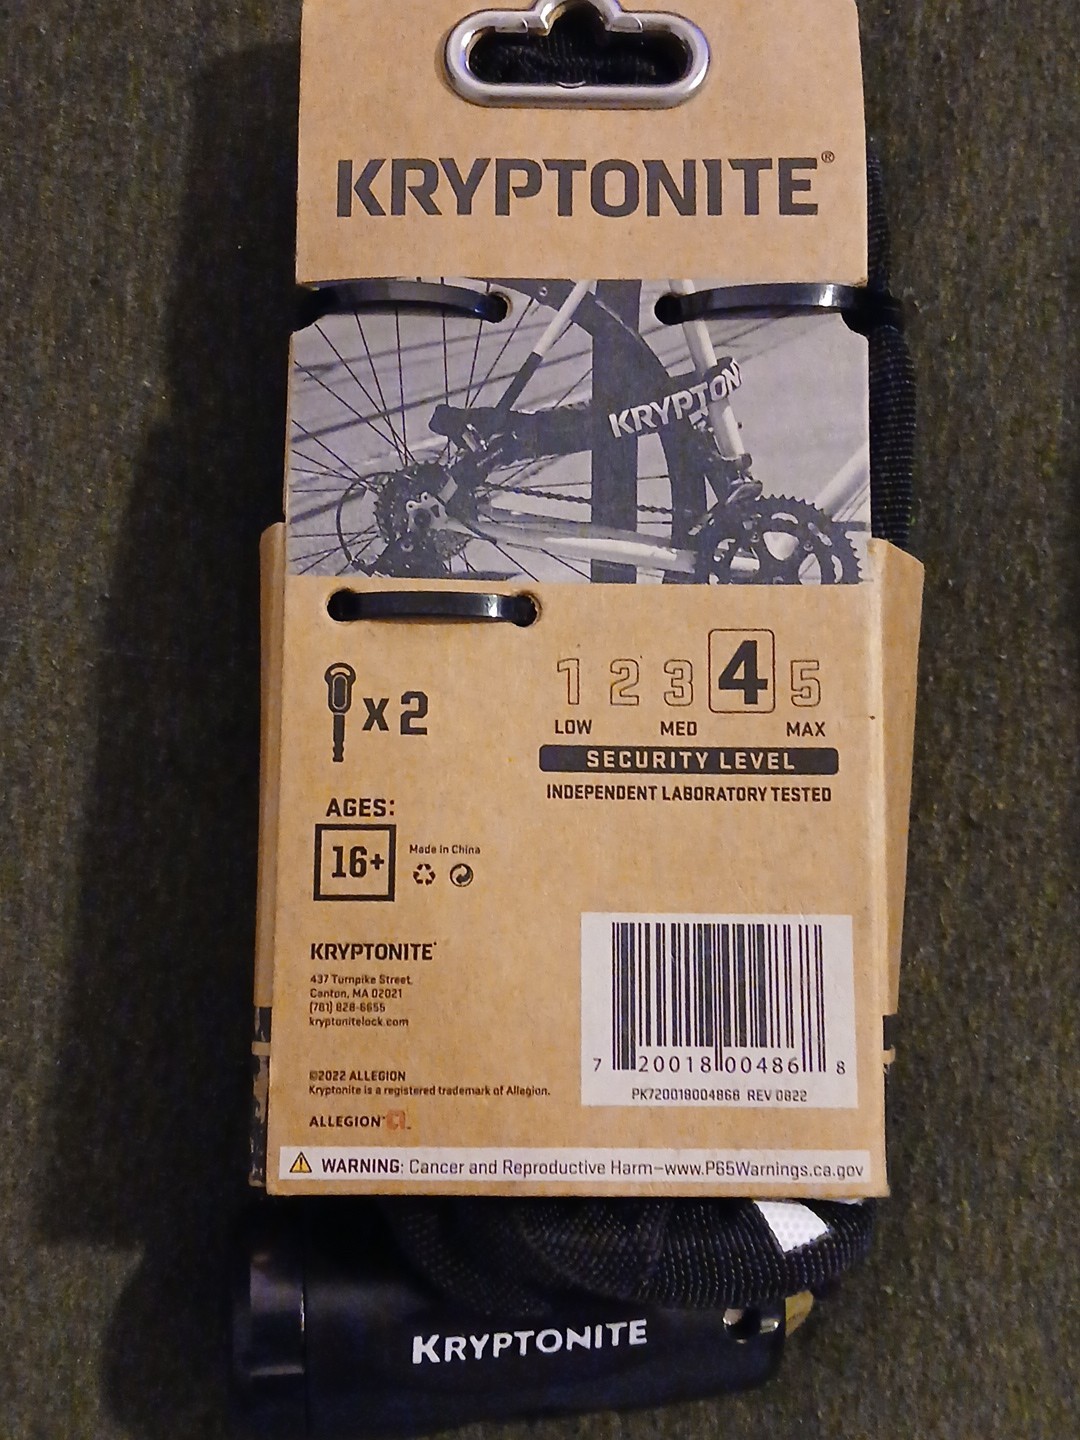 KRYPTONITE®
KRYPTON
x2
1 2 3 4 5
LOW MED MAX
SECURITY LEVEL
INDEPENDENT LABORATORY TESTED
AGES:
16+
Made in China
KRYPTONITE
437 Turnpike Street,
Canton, MA 02021
(781) 828-6655
kryptonitelock.com
7 20018 00486 8
PK720018004868 REV 0822
©2022 ALLEGION
Kryptonite is a registered trademark of Allegion.
ALLEGION
WARNING: Cancer and Reproductive Harm—www.P65Warnings.ca.gov
KRYPTONITE